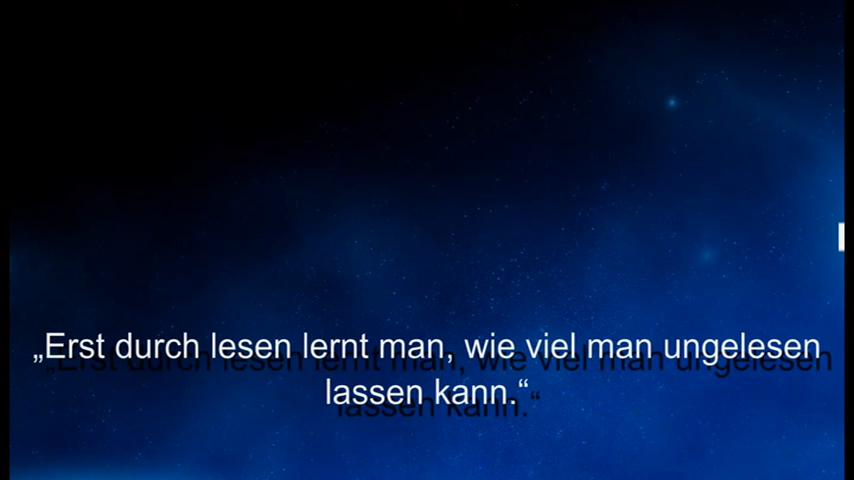 „Erst durch lesen lernt man, wie viel man ungelesen
lassen kann.“